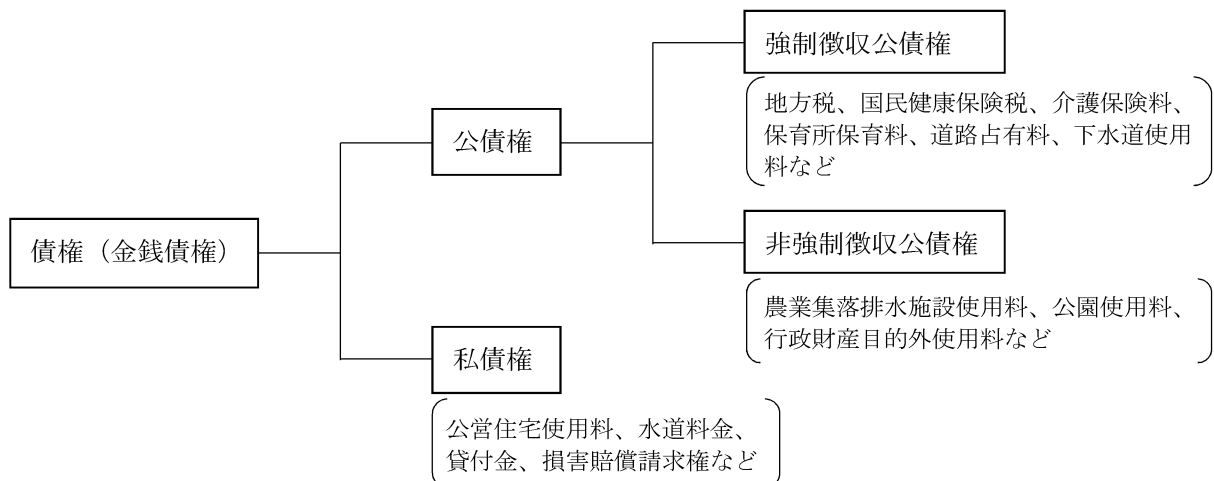 強制徴収公債権
地方税、国民健康保険税、介護保険料、
保育所保育料、道路占有料、下水道使用
料など
公債権
債権（金銭債権）
非強制徴収公債権
農業集落排水施設使用料、公園使用料、
行政財産目的外使用料など
私債権
公営住宅使用料、水道料金、
貸付金、損害賠償請求権など